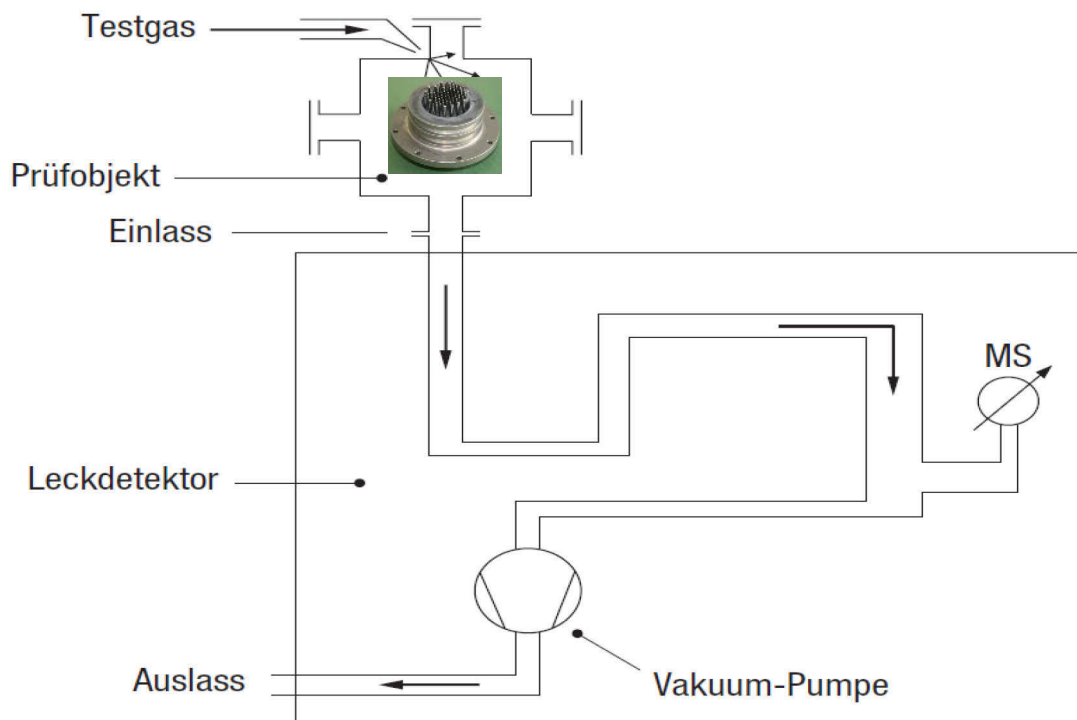 Testgas
Prüfobjekt
Einlass
MS
Leckdetektor
Auslass
Vakuum-Pumpe